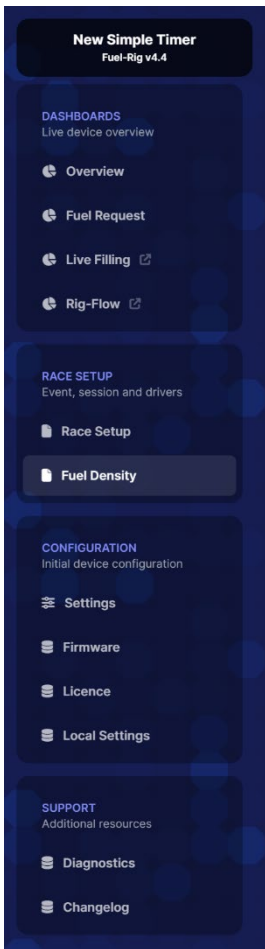 New Simple Timer
Fuel-Rig v4.4
DASHBOARDS
Live device overview
Overview
Fuel Request
Live Filling
Rig-Flow
RACE SETUP
Event, session and drivers
Race Setup
Fuel Density
CONFIGURATION
Initial device configuration
Settings
Firmware
Licence
Local Settings
SUPPORT
Additional resources
Diagnostics
Changelog